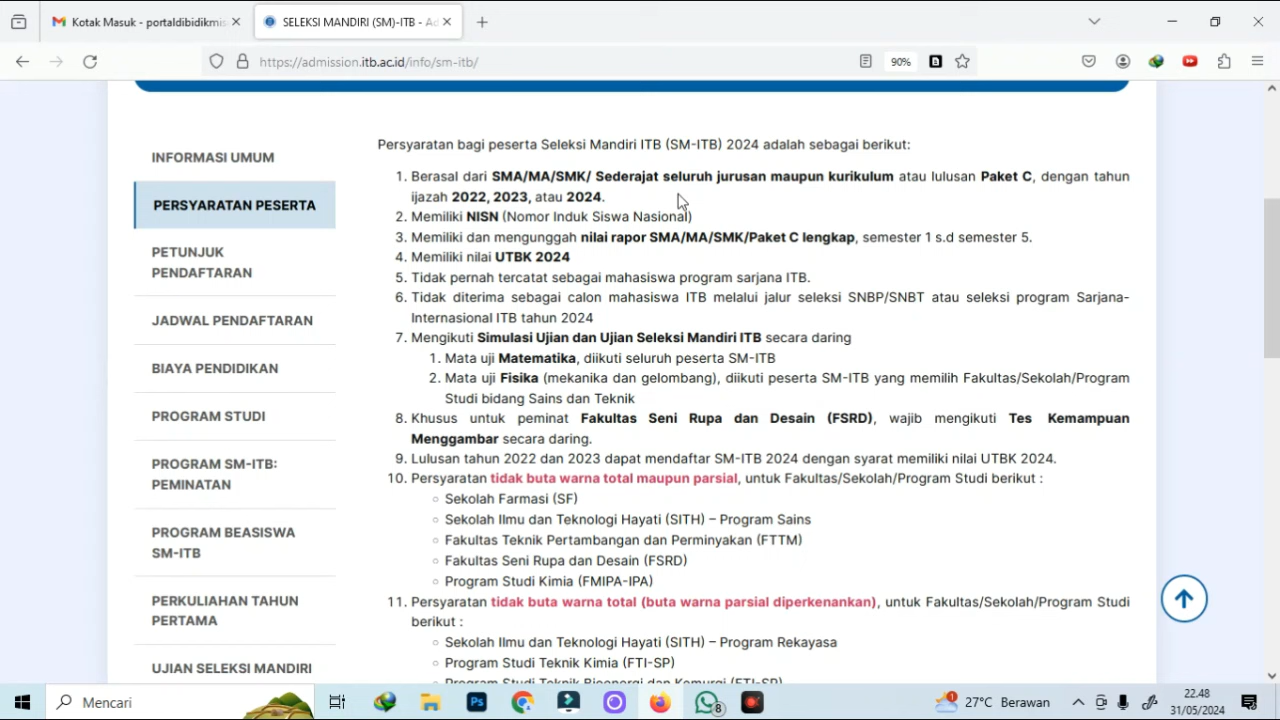 Kotak Masuk - portaldibidikmis
SELEKSI MANDIRI (SM)-ITB - Ad
https://admission.itb.ac.id/info/sm-itb/
90%
INFORMASI UMUM
PERSYARATAN PESERTA
PETUNJUK
PENDAFTARAN
JADWAL PENDAFTARAN
BIAYA PENDIDIKAN
PROGRAM STUDI
PROGRAM SM-ITB:
PEMINATAN
PROGRAM BEASISWA
SM-ITB
PERKULIAHAN TAHUN
PERTAMA
UJIAN SELEKSI MANDIRI
Persyaratan bagi peserta Seleksi Mandiri ITB (SM-ITB) 2024 adalah sebagai berikut:
1. Berasal dari SMA/MA/SMK/ Sederajat seluruh jurusan maupun kurikulum atau lulusan Paket C, dengan tahun
ijazah 2022, 2023, atau 2024.
2. Memiliki NISN (Nomor Induk Siswa Nasional)
3. Memiliki dan mengunggah nilai rapor SMA/MA/SMK/Paket C lengkap, semester 1 s.d semester 5.
4. Memiliki nilai UTBK 2024
5. Tidak pernah tercatat sebagai mahasiswa program sarjana ITB.
6. Tidak diterima sebagai calon mahasiswa ITB melalui jalur seleksi SNBP/SNBT atau seleksi program Sarjana-
Internasional ITB tahun 2024
7. Mengikuti Simulasi Ujian dan Ujian Seleksi Mandiri ITB secara daring
1. Mata uji Matematika, diikuti seluruh peserta SM-ITB
2. Mata uji Fisika (mekanika dan gelombang), diikuti peserta SM-ITB yang memilih Fakultas/Sekolah/Program
Studi bidang Sains dan Teknik
8. Khusus untuk peminat Fakultas Seni Rupa dan Desain (FSRD), wajib mengikuti Tes Kemampuan
Menggambar secara daring.
9. Lulusan tahun 2022 dan 2023 dapat mendaftar SM-ITB 2024 dengan syarat memiliki nilai UTBK 2024.
10. Persyaratan tidak buta warna total maupun parsial, untuk Fakultas/Sekolah/Program Studi berikut :
Sekolah Farmasi (SF)
Sekolah Ilmu dan Teknologi Hayati (SITH) – Program Sains
Fakultas Teknik Pertambangan dan Perminyakan (FTTM)
Fakultas Seni Rupa dan Desain (FSRD)
Program Studi Kimia (FMIPA-IPA)
11. Persyaratan tidak buta warna total (buta warna parsial diperkenankan), untuk Fakultas/Sekolah/Program Studi
berikut :
Sekolah Ilmu dan Teknologi Hayati (SITH) – Program Rekayasa
Program Studi Teknik Kimia (FTI-SP)
Program Studi Teknik Bioenergi dan Kemurgi (FTI-SP)
Mencari
Ps
8
27°C Berawan
22.48
31/05/2024